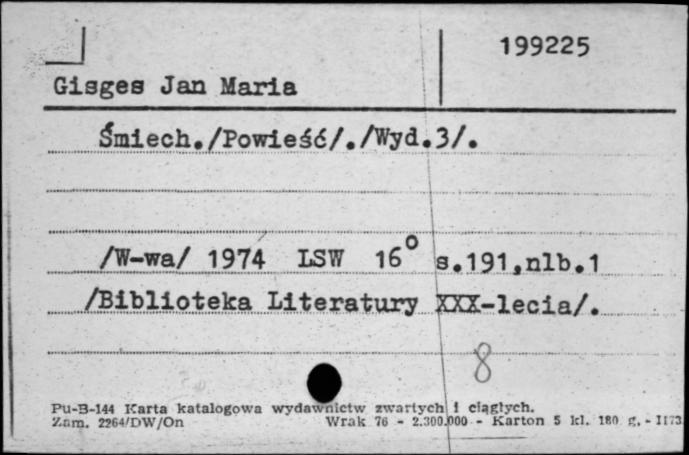 199225
Gisges Jan Maria
Śmiech./Powieść/./Wyd.3/.
/W-wa/ 1974 LSW 16° s.191,nlb.1
/Biblioteka Literatury XXX-lecia/.
8
Pu-B-144 Karta katalogowa wydawnictw zwartych i ciągłych.
Zam. 2264/DW/On Wrak 76 - 2.300.000 - Karton 5 kl. 180 g. - 1173